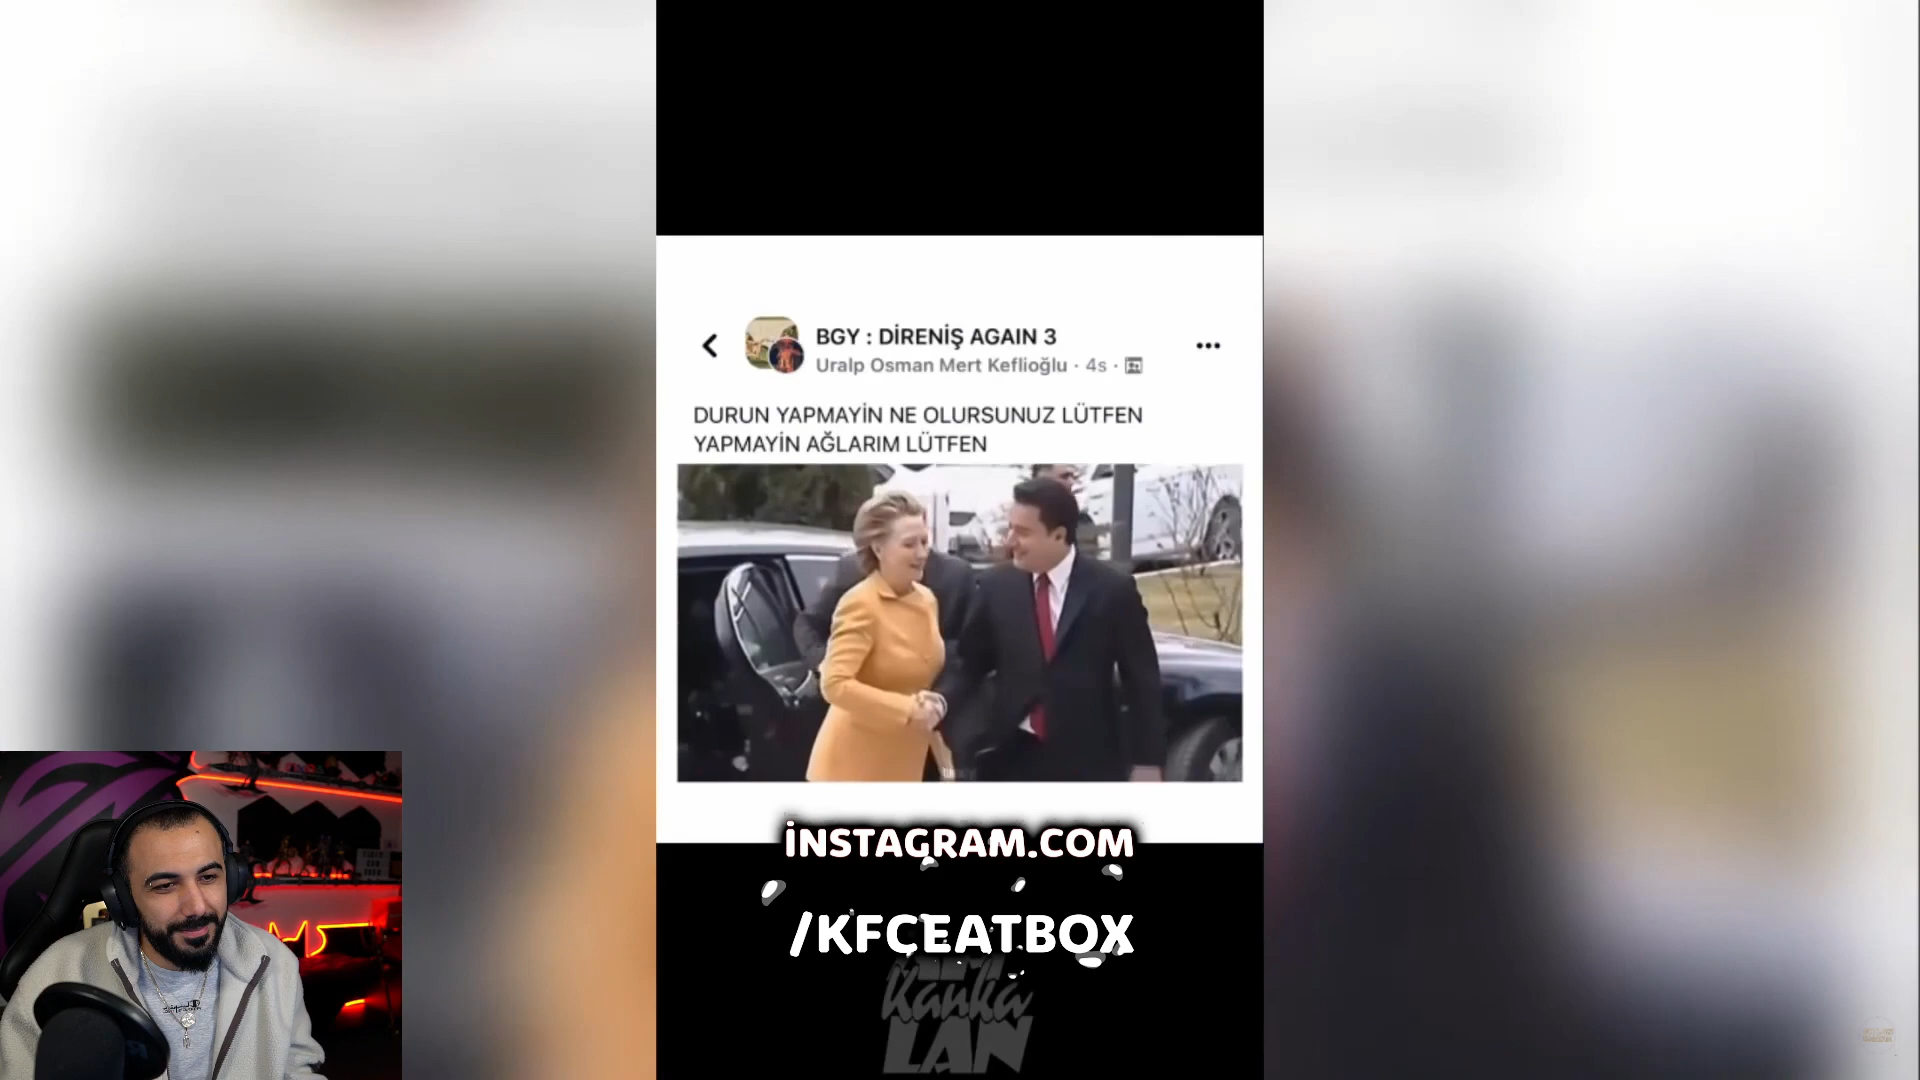 BGY : DİRENİŞ AGAIN 3
Uralp Osman Mert Keflioğlu · 4s ·
DURUN YAPMAYİN NE OLURSUNUZ LÜTFEN
YAPMAYİN AĞLARIM LÜTFEN
İNSTAGRAM.COM
/KFCEATBOX
Kanka
LAN